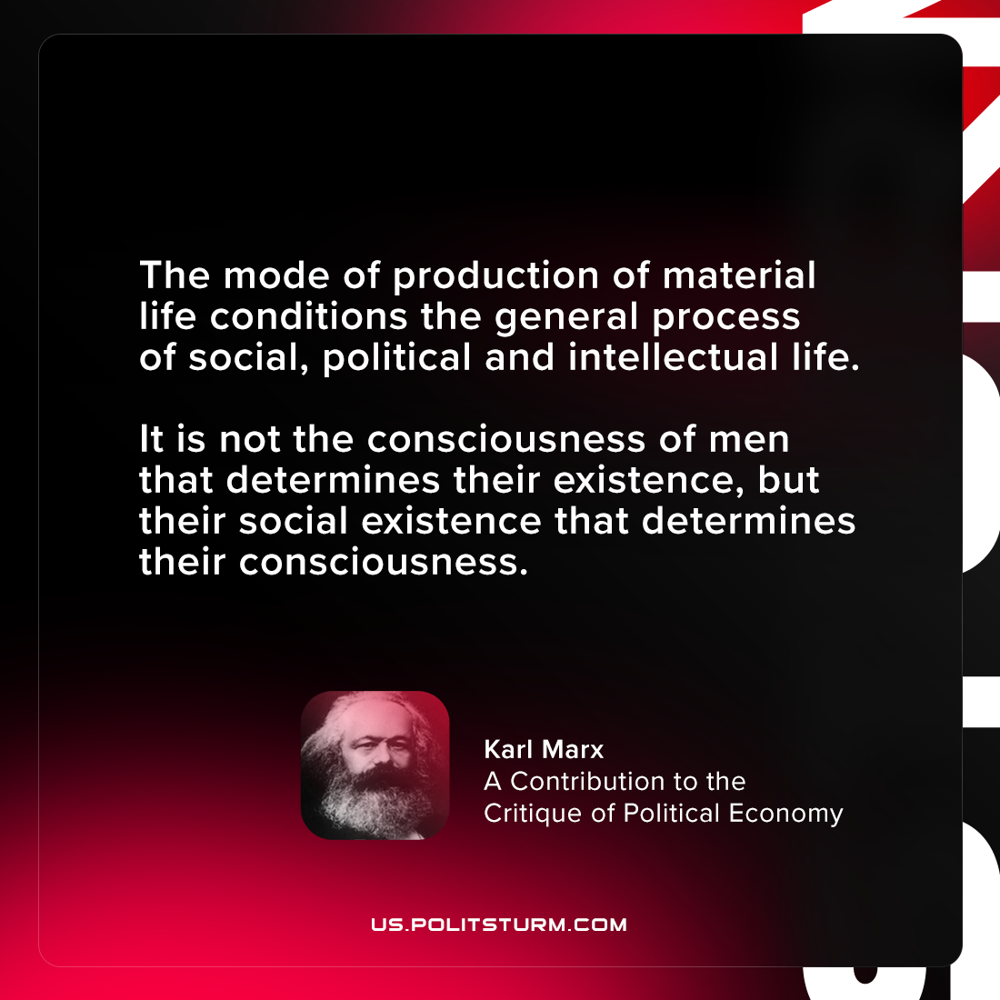 The mode of production of material
life conditions the general process
of social, political and intellectual life.
It is not the consciousness of men
that determines their existence, but
their social existence that determines
their consciousness.
Karl Marx
A Contribution to the
Critique of Political Economy
US.POLITSTURM.COM